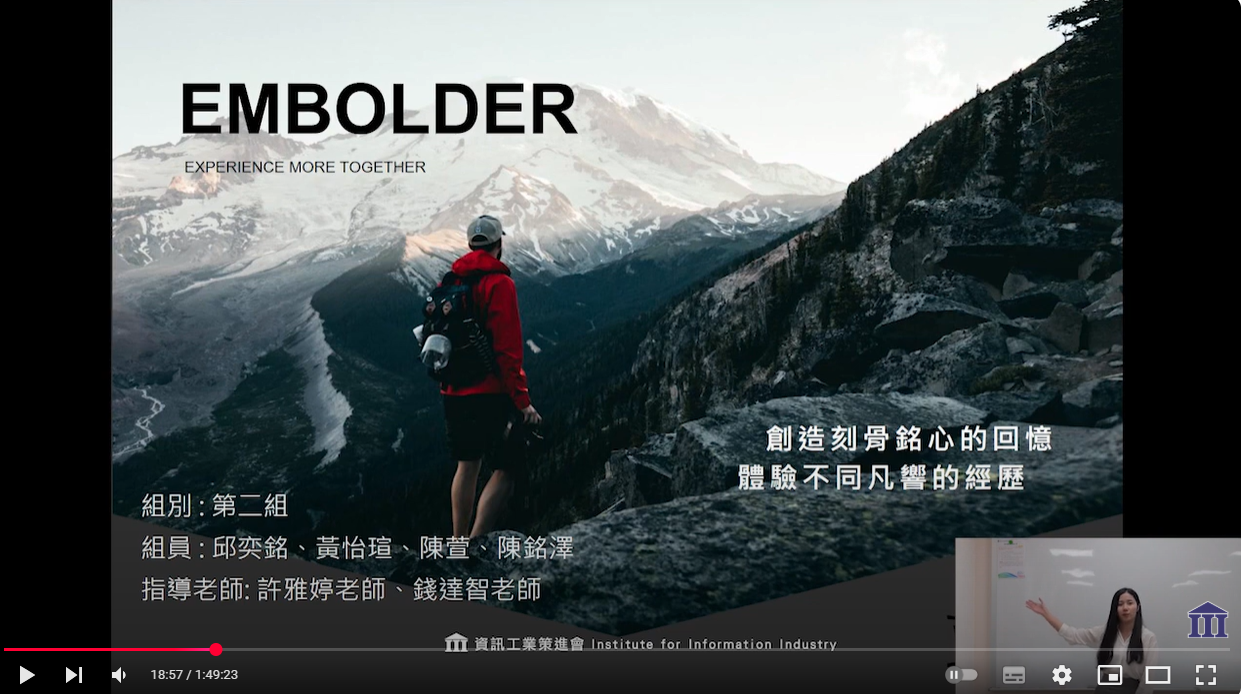 EMBOLDER
EXPERIENCE MORE TOGETHER
創造刻骨銘心的回憶
體驗不同凡響的經歷
組別 : 第二組
組員 : 邱奕銘、黃怡瑄、陳萱、陳銘澤
指導老師: 許雅婷老師、錢達智老師
資訊工業策進會 Institute for Information Industry
18:57 / 1:49:23